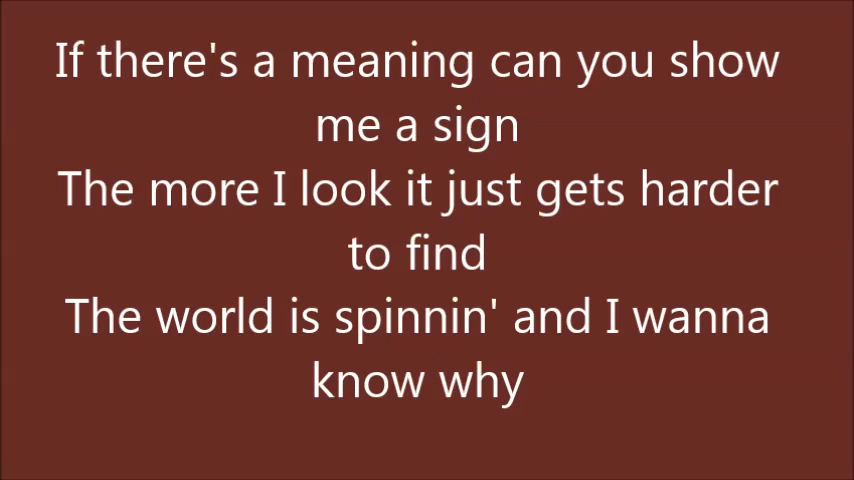 If there's a meaning can you show
me a sign
The more I look it just gets harder
to find
The world is spinnin' and I wanna
know why